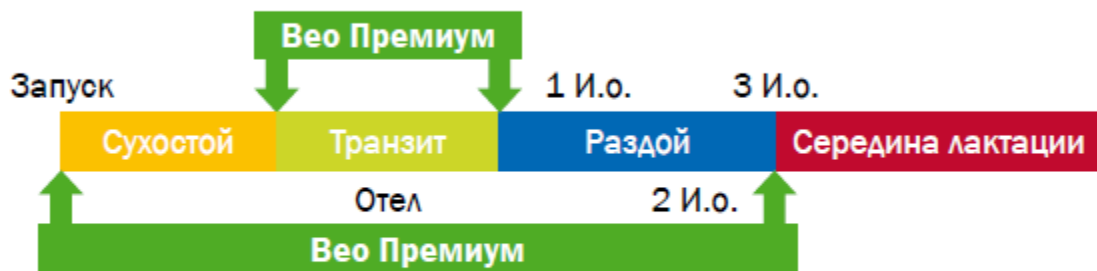 Вео Премиум
Запуск 1 И.о. 3 И.о.
Сухостой Транзит Раздой Середина лактации
Отел 2 И.о.
Вео Премиум